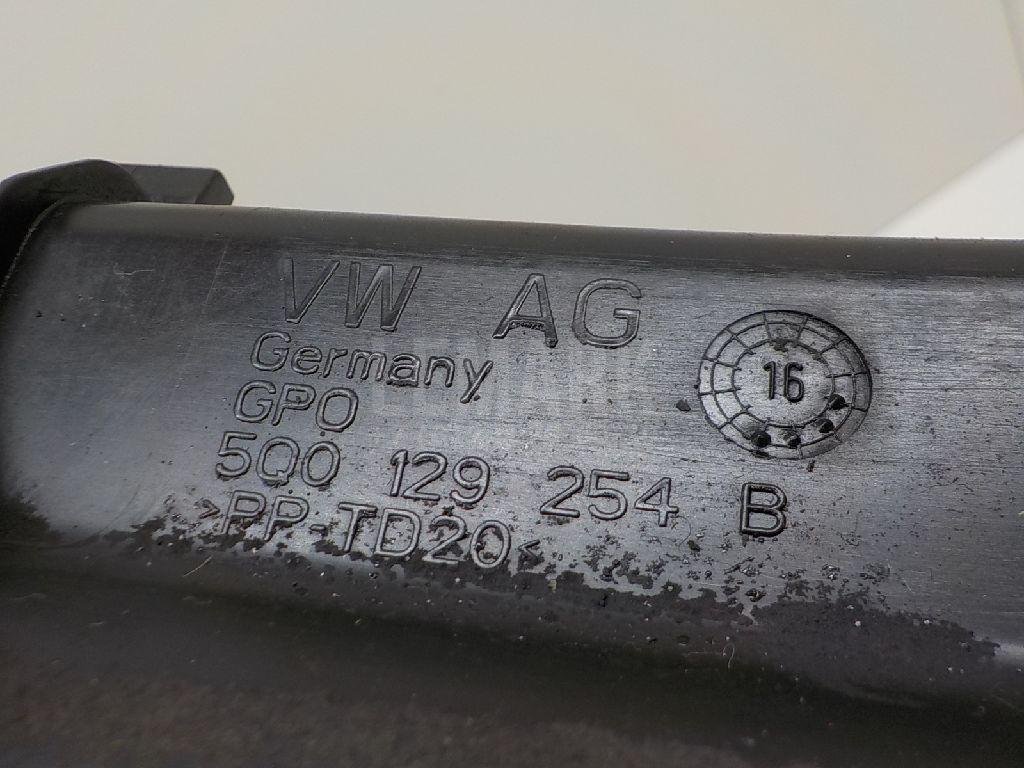 VW AG
Germany
GPO
5Q0 129 254 B
>PP-TD20<
16